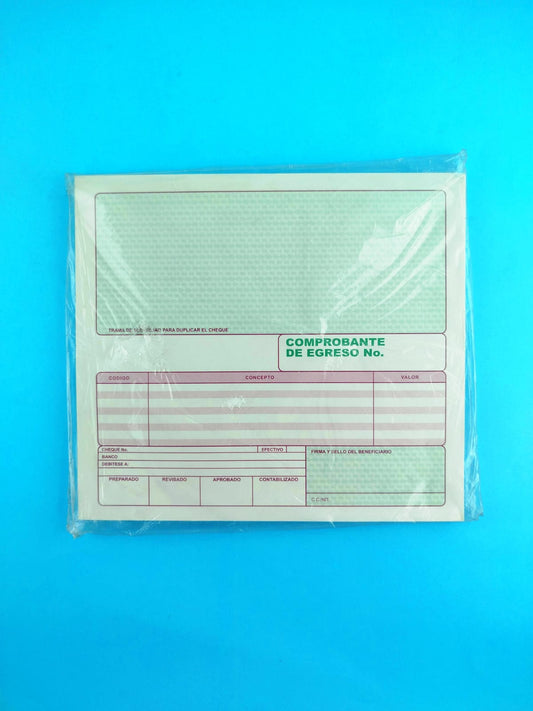 TRAMA DE SEGURIDAD PARA DUPLICAR EL CHEQUE
COMPROBANTE
DE EGRESO No.
CODIGO CONCEPTO VALOR
CHEQUE No. EFECTIVO
BANCO
DEBITESE A:
FIRMA Y SELLO DEL BENEFICIARIO
PREPARADO REVISADO APROBADO CONTABILIZADO
C.C./NIT.